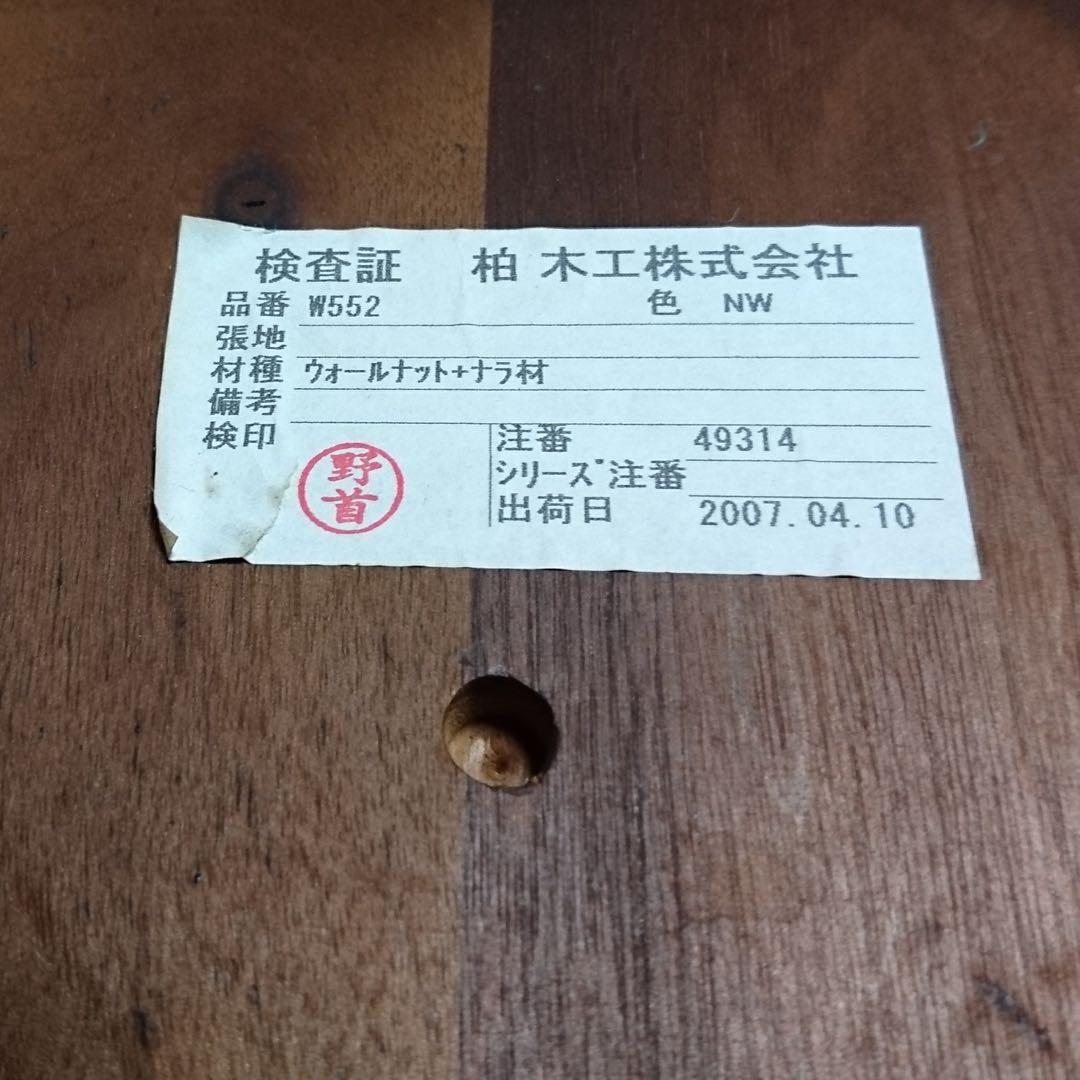 検査証 柏 木工株式会社
品番 W552 色 NW
張地
材種 ウォールナット+ナラ材
備考
検印
野首
注番 49314
シリーズ注番
出荷日 2007.04.10